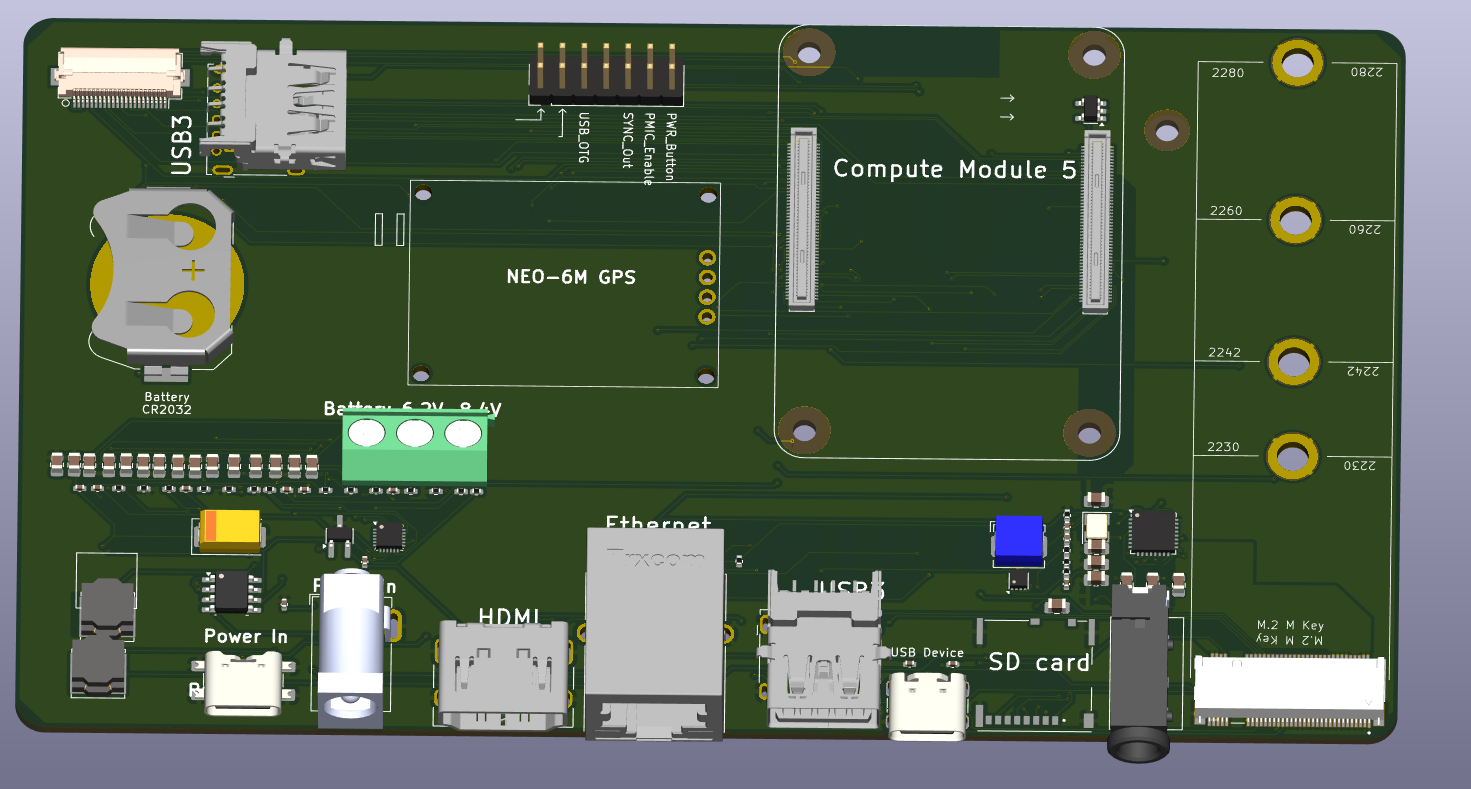 2280
2280
USB3
USB_OTG
SYNC_Out
PMIC_Enable
PWR_Button
Compute Module 5
2260
2260
NEO-6M GPS
+
2242
2242
Battery
CR2032
Battery 6.2V-8.4V
2230
2230
Ethernet
Trxcom
USB3
HDMI
M.2 M Key
M.2 M Key
Power In
USB Device
SD card